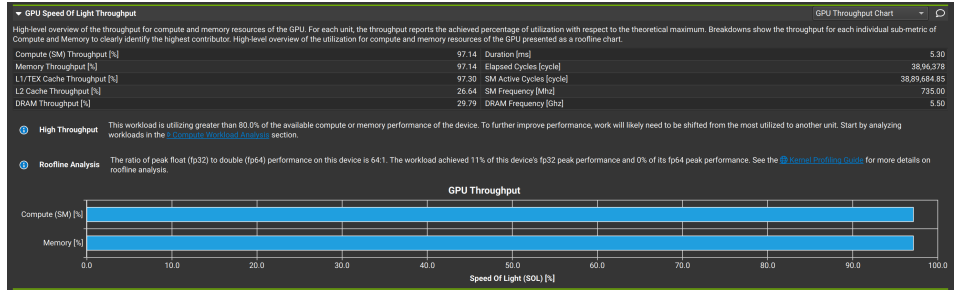 GPU Speed Of Light Throughput
GPU Throughput Chart
High-level overview of the throughput for compute and memory resources of the GPU. For each unit, the throughput reports the achieved percentage of utilization with respect to the theoretical maximum. Breakdowns show the throughput for each individual sub-metric of
Compute and Memory to clearly identify the highest contributor. High-level overview of the utilization for compute and memory resources of the GPU presented as a roofline chart.
Compute (SM) Throughput [%] 97.14 Duration [ms] 5.30
Memory Throughput [%] 97.14 Elapsed Cycles [cycle] 38,96,378
L1/TEX Cache Throughput [%] 97.30 SM Active Cycles [cycle] 38,89,684.85
L2 Cache Throughput [%] 26.64 SM Frequency [Mhz] 735.00
DRAM Throughput [%] 29.79 DRAM Frequency [Ghz] 5.50
High Throughput
This workload is utilizing greater than 80.0% of the available compute or memory performance of the device. To further improve performance, work will likely need to be shifted from the most utilized to another unit. Start by analyzing
workloads in the Compute Workload Analysis section.
Roofline Analysis
The ratio of peak float (fp32) to double (fp64) performance on this device is 64:1. The workload achieved 11% of this device's fp32 peak performance and 0% of its fp64 peak performance. See the Kernel Profiling Guide for more details on
roofline analysis.
GPU Throughput
Compute (SM) [%]
Memory [%]
0.0 10.0 20.0 30.0 40.0 50.0 60.0 70.0 80.0 90.0 100.0
Speed Of Light (SOL) [%]